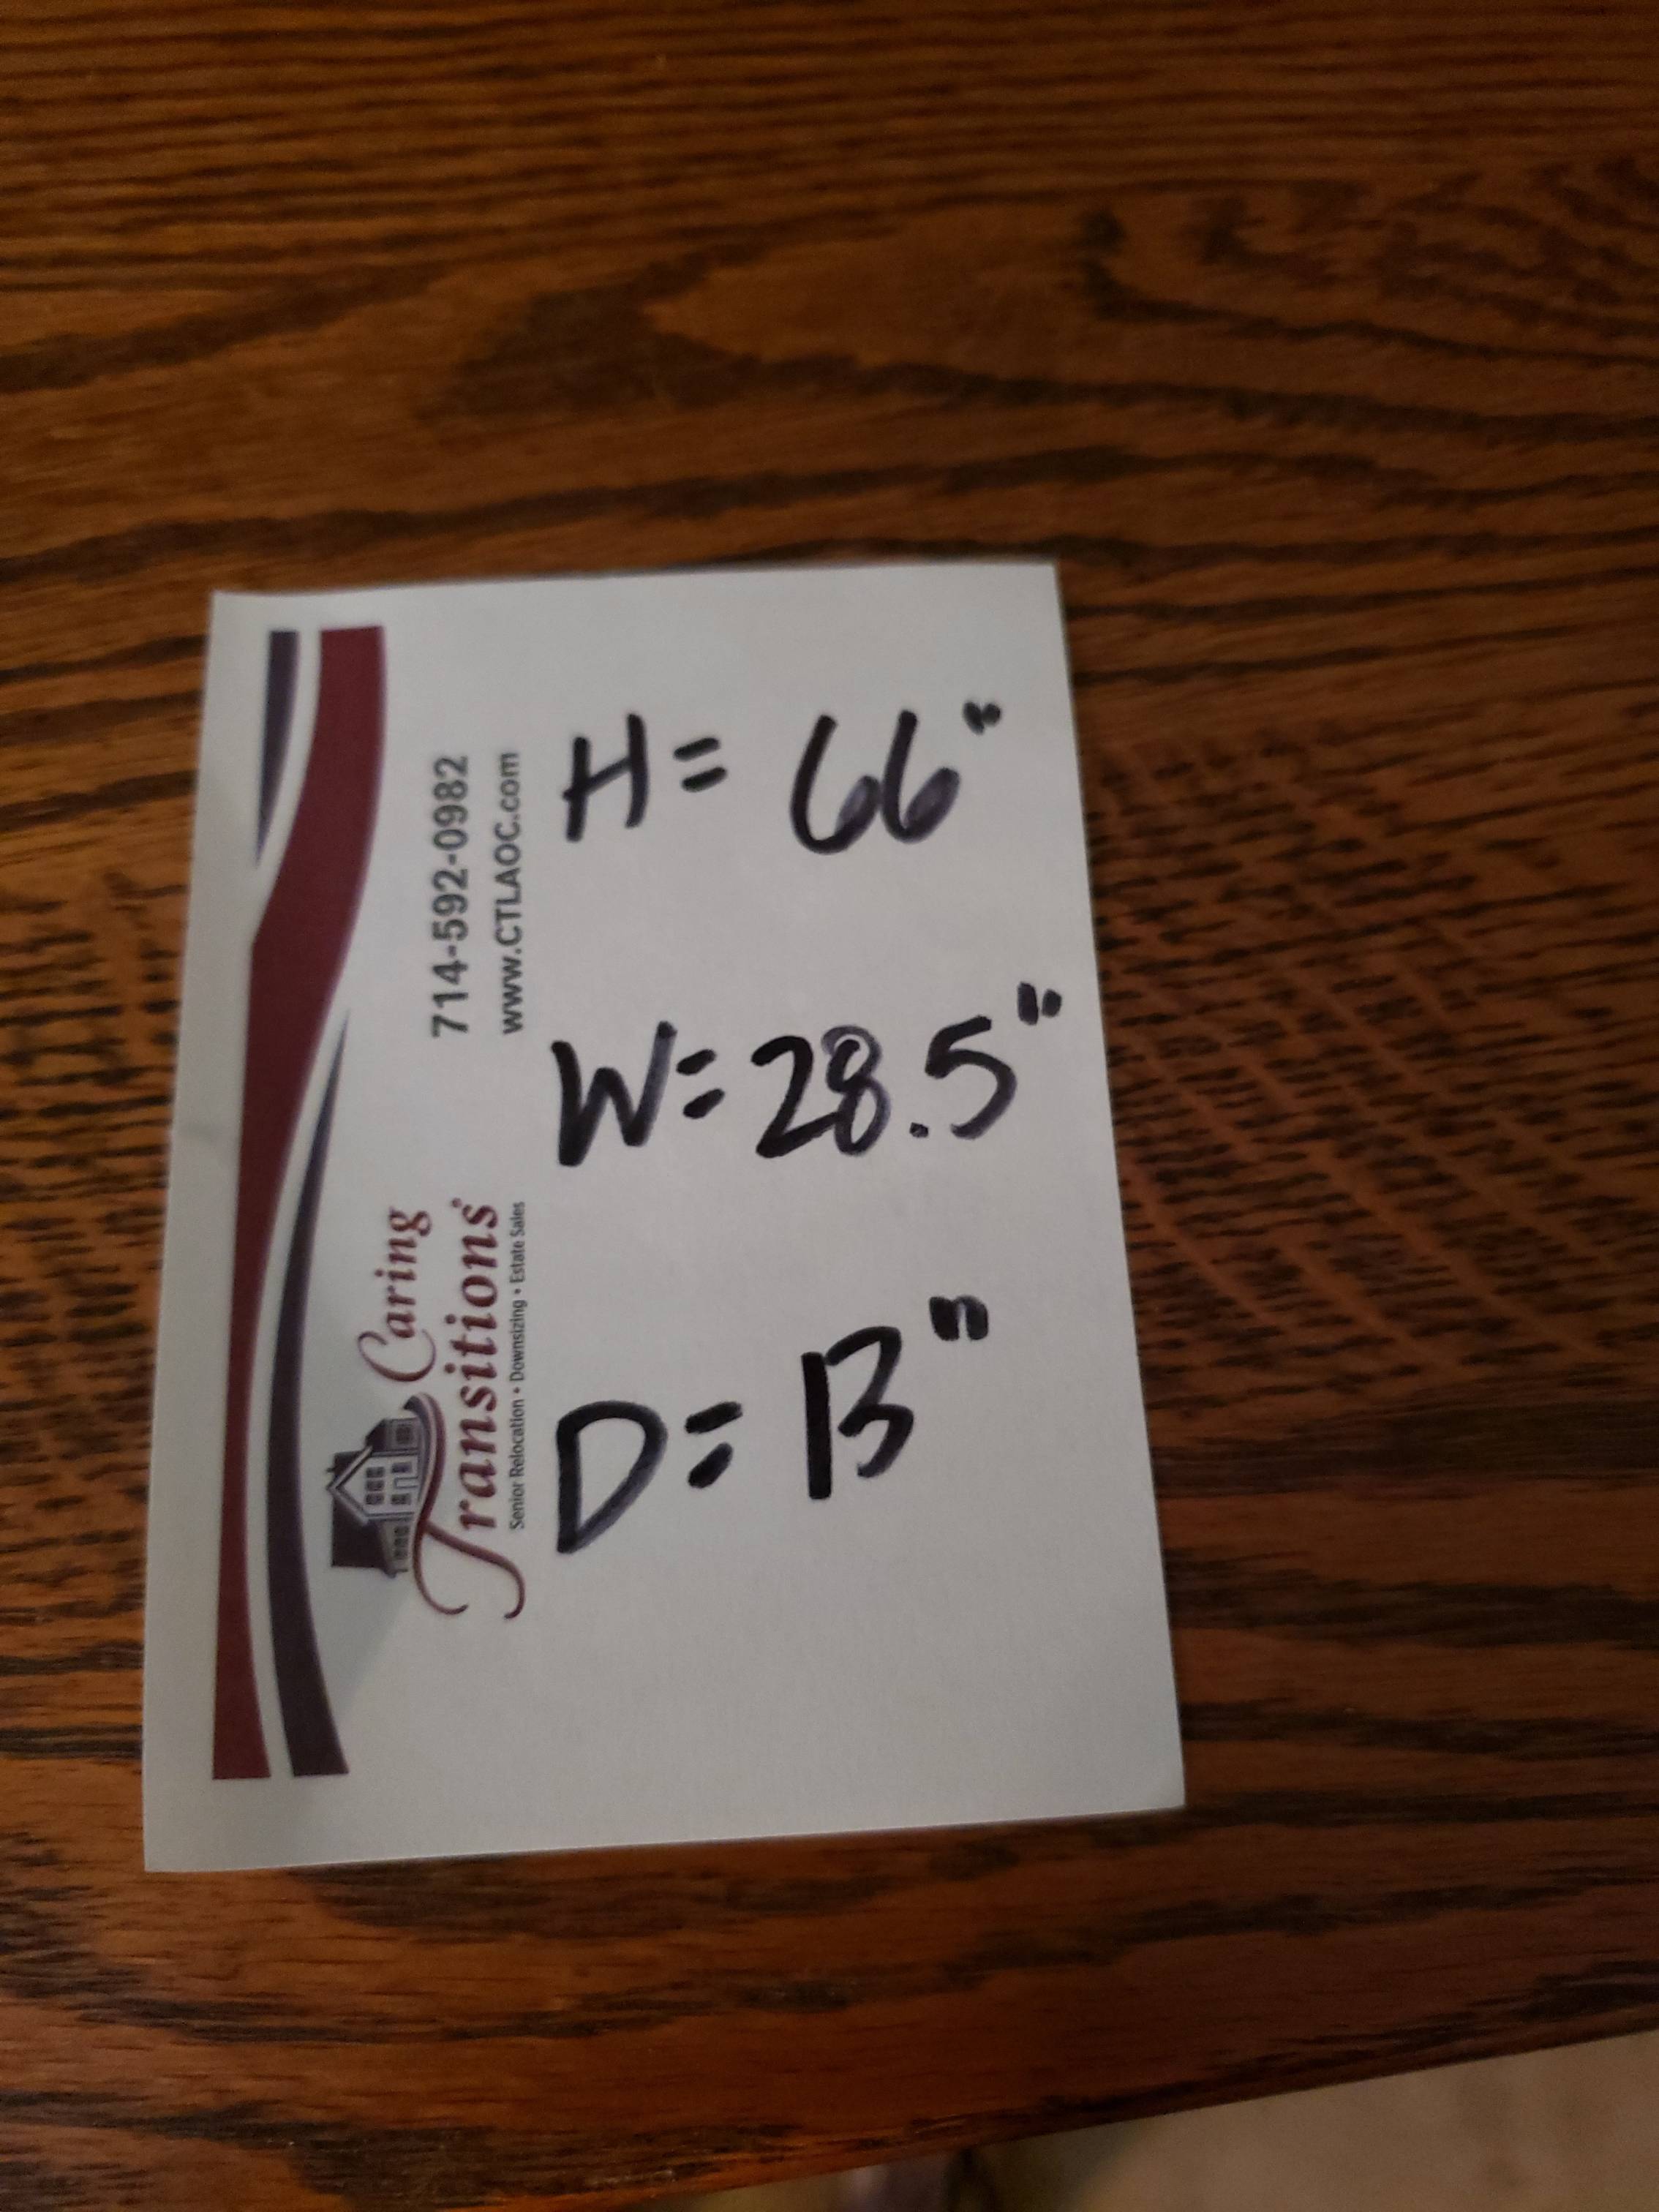 Caring
Transitions®
Senior Relocation • Downsizing • Estate Sales
714-592-0982
www.CTLAOC.com
H= 66"
W=28.5"
D= 13"